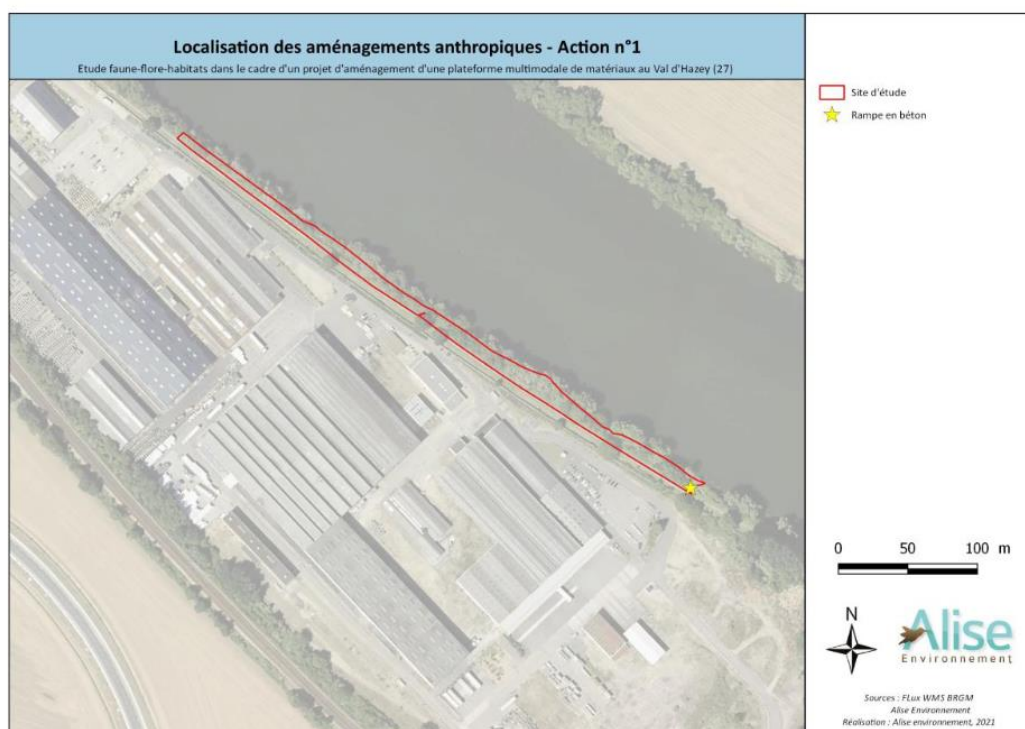 Localisation des aménagements anthropiques - Action n°1
Etude faune-flore-habitats dans le cadre d'un projet d'aménagement d'une plateforme multimodale de matériaux au Val d'Hazey (27)
Site d'étude
Rampe en béton
0 50 100 m
N
Alise
Environnement
Sources : FLux WMS BRGM
Alise Environnement
Réalisation : Alise environnement, 2021